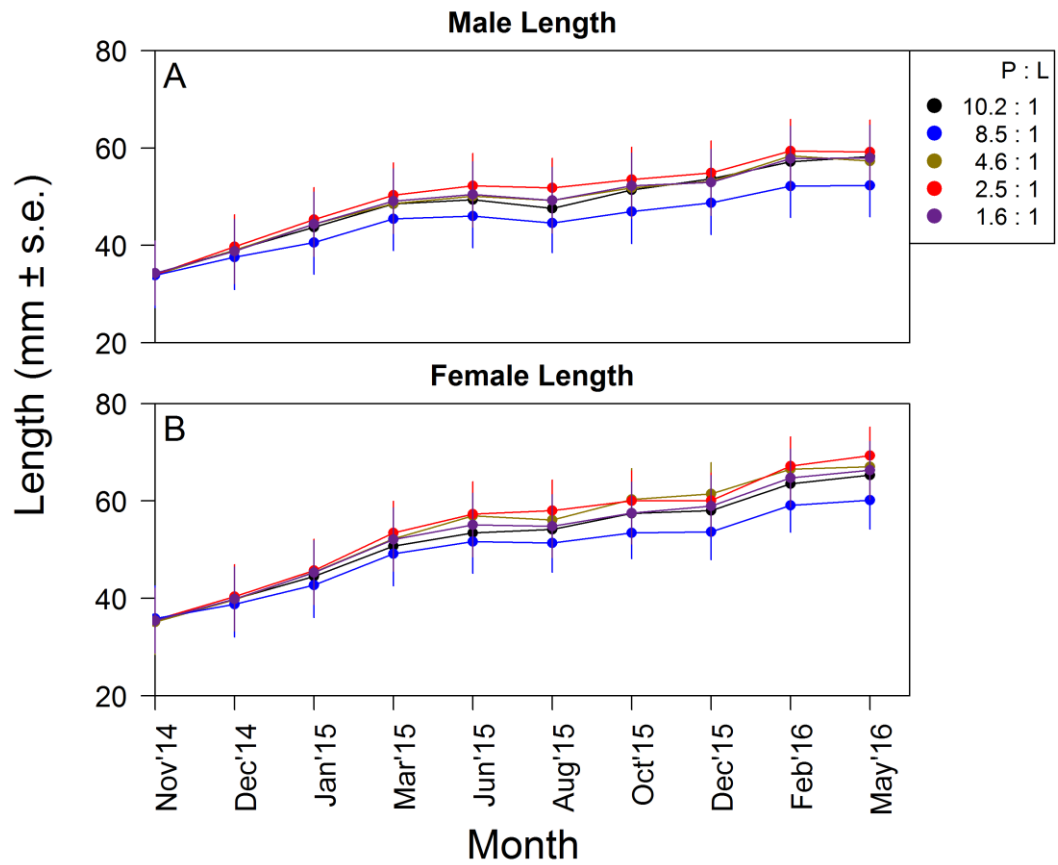 Male Length
A
80
60
40
20
P : L
10.2 : 1
8.5 : 1
4.6 : 1
2.5 : 1
1.6 : 1
Length (mm ± s.e.)
Female Length
B
80
60
40
20
Nov'14
Dec'14
Jan'15
Mar'15
Jun'15
Aug'15
Oct'15
Dec'15
Feb'16
May'16
Month